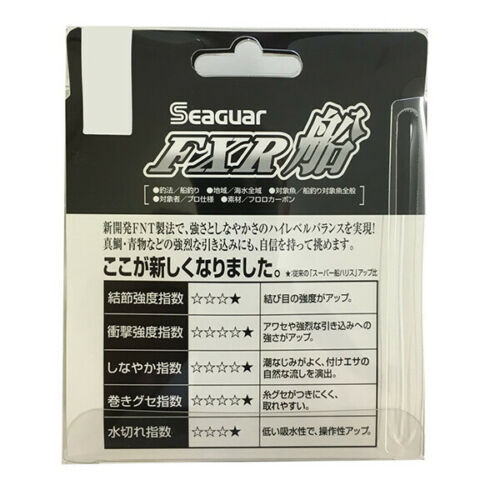 Seaguar
FXR船
●釣法／船釣り ●地域／海水全域 ●対象魚／船釣り対象魚全般
●対象者／プロ仕様 ●素材／フロロカーボン
新開発FNT製法で、強さとしなやかさのハイレベルバランスを実現!
真鯛・青物などの強烈な引き込みにも、自信を持って挑めます。
ここが新しくなりました。 ★:従来の「スーパー船ハリス」アップ比
結節強度指数 ☆☆☆★ 結び目の強度がアップ。
衝撃強度指数 ☆☆☆☆★ アワセや強烈な引き込みへの
強さがアップ。
しなやか指数 ☆☆☆☆★ 潮なじみがよく、付けエサの
自然な流しを演出。
巻きグセ指数 ☆☆☆☆★ 糸グセがつきにくく、
取れやすい。
水切れ指数 ☆☆☆★ 低い吸水性で、操作性アップ。